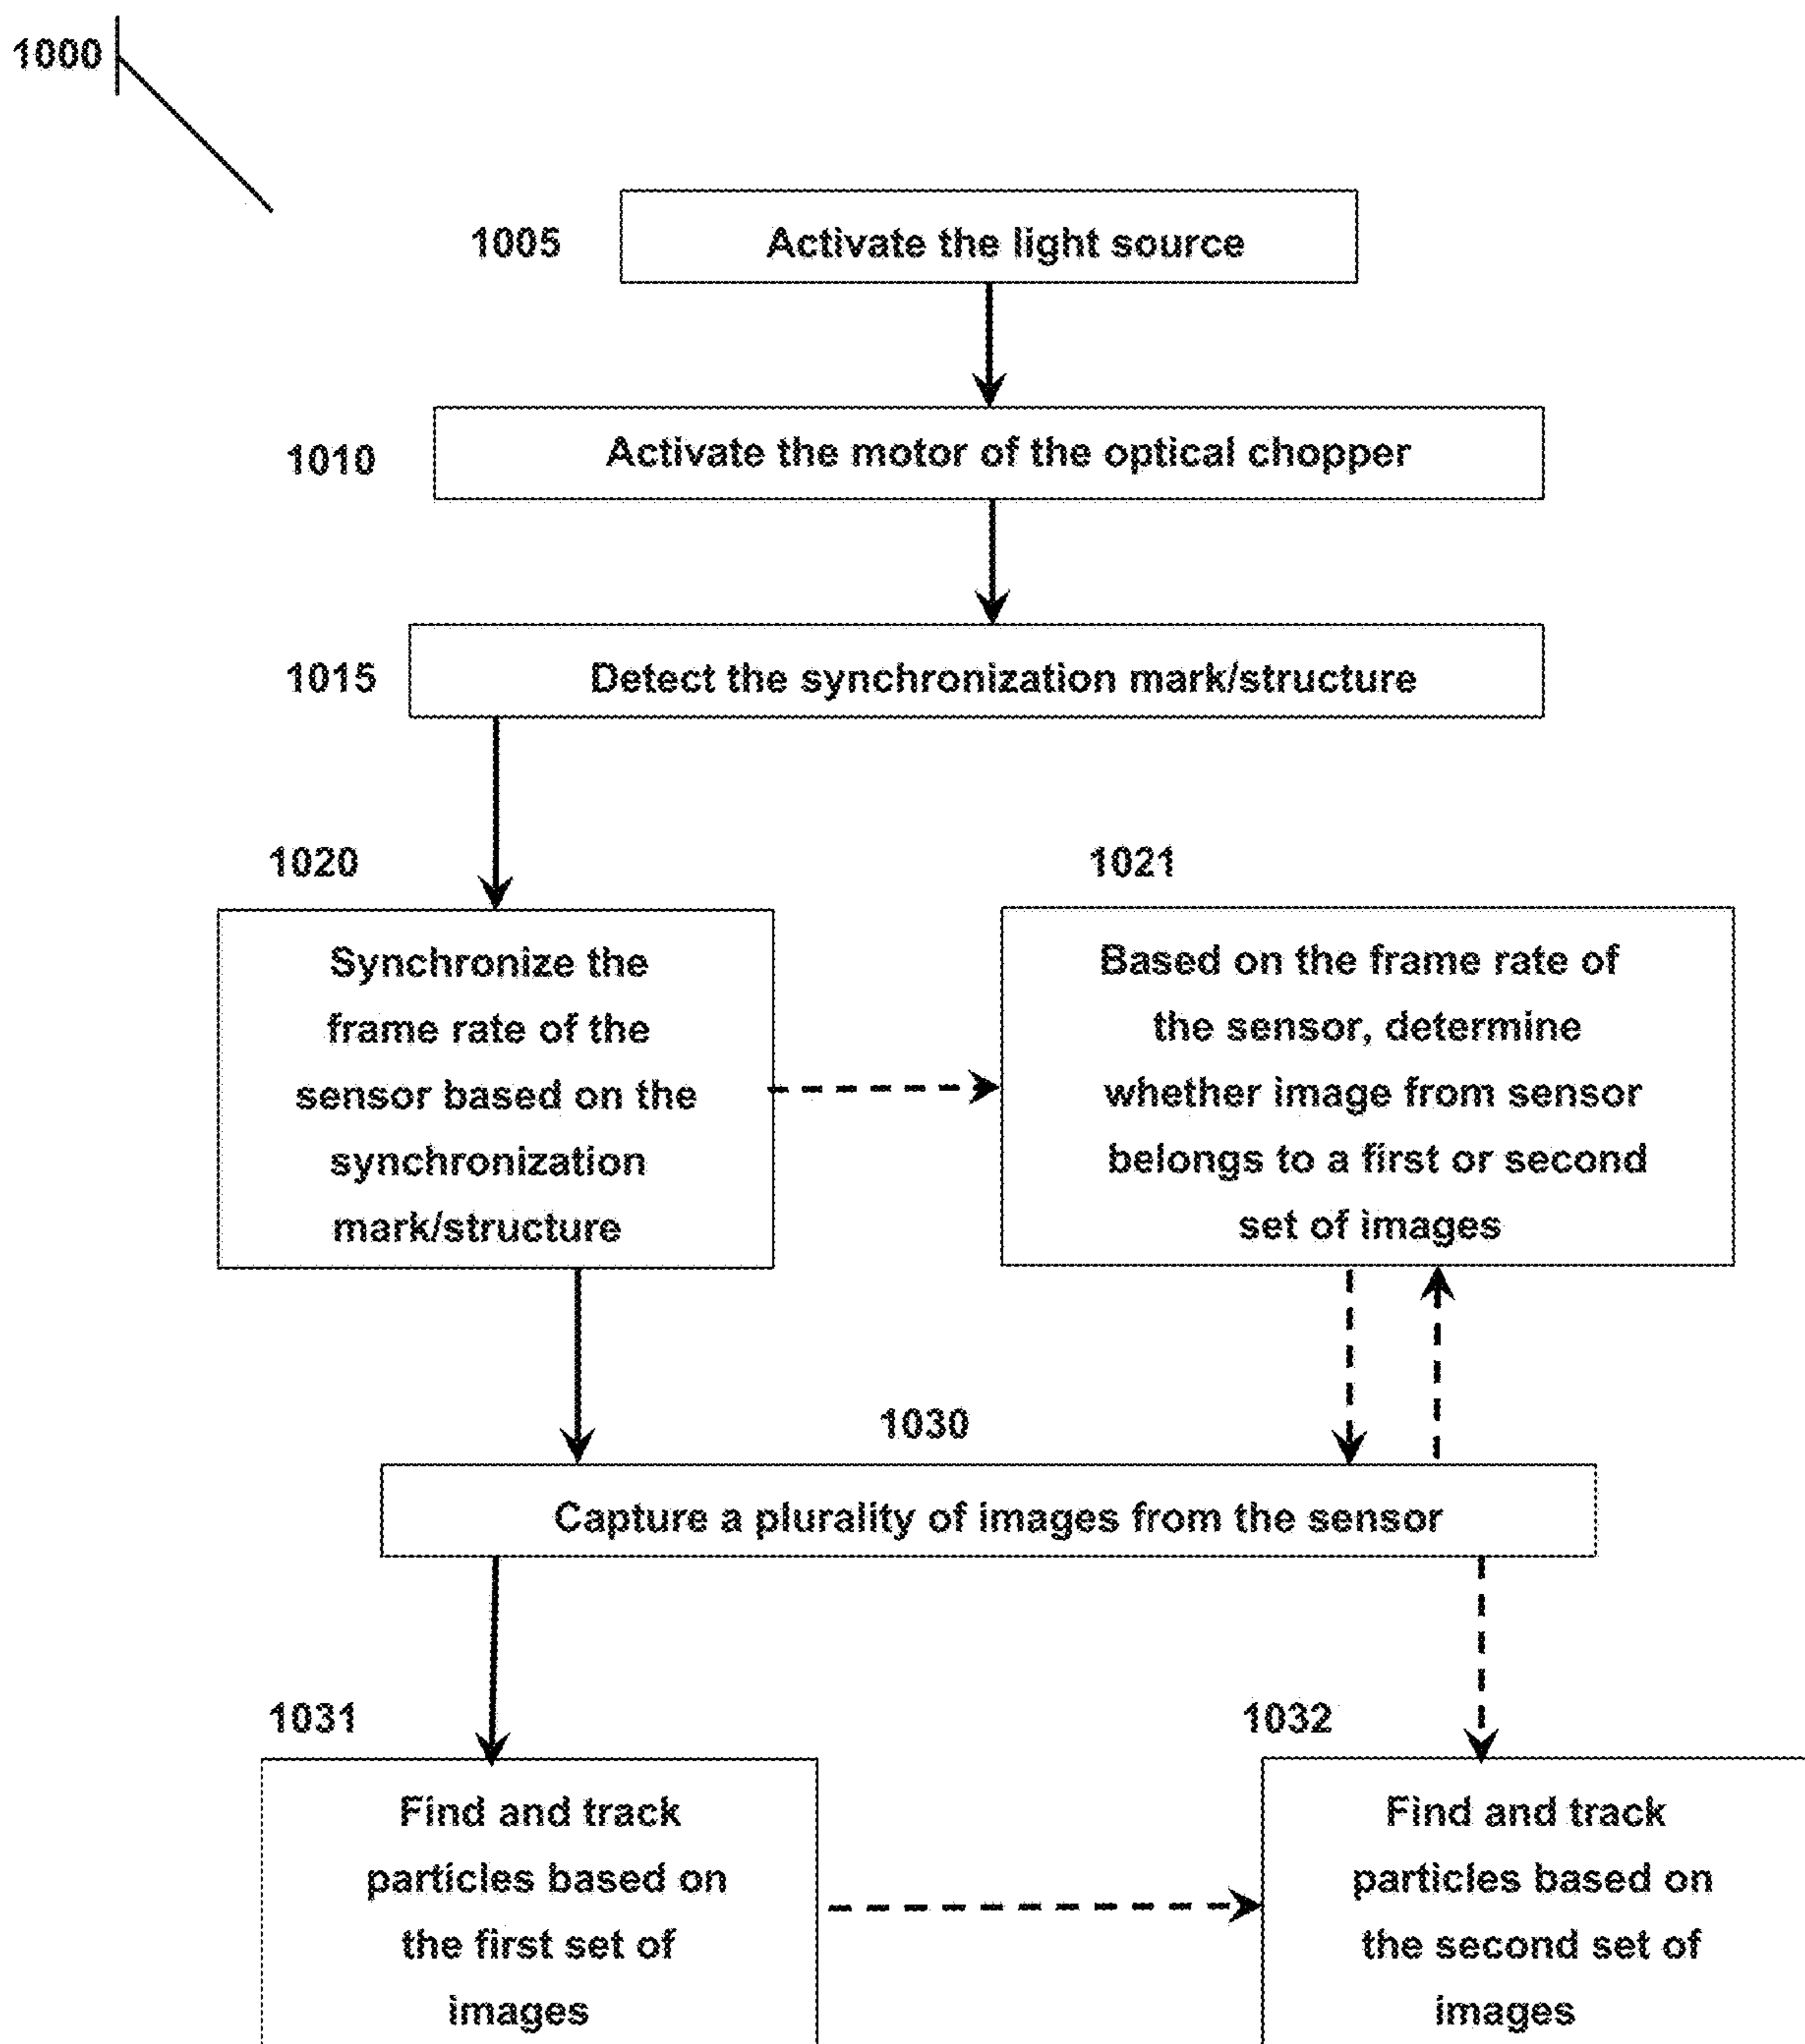 1000
1005
Activate the light source
1010
Activate the motor of the optical chopper
1015
Detect the synchronization mark/structure
1020
Synchronize the
frame rate of the
sensor based on the
synchronization
mark/structure
1021
Based on the frame rate of
the sensor, determine
whether image from sensor
belongs to a first or second
set of images
1030
Capture a plurality of images from the sensor
1031
Find and track
particles based on
the first set of
images
1032
Find and track
particles based on
the second set of
images